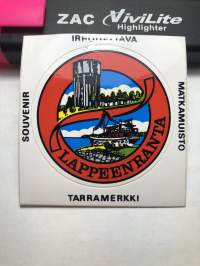 ZAC ViviLite
Highlighter
IRROITETTAVA
SOUVENIR
MATKAMUISTO
LAPPEENRANTA
TARRAMERKKI